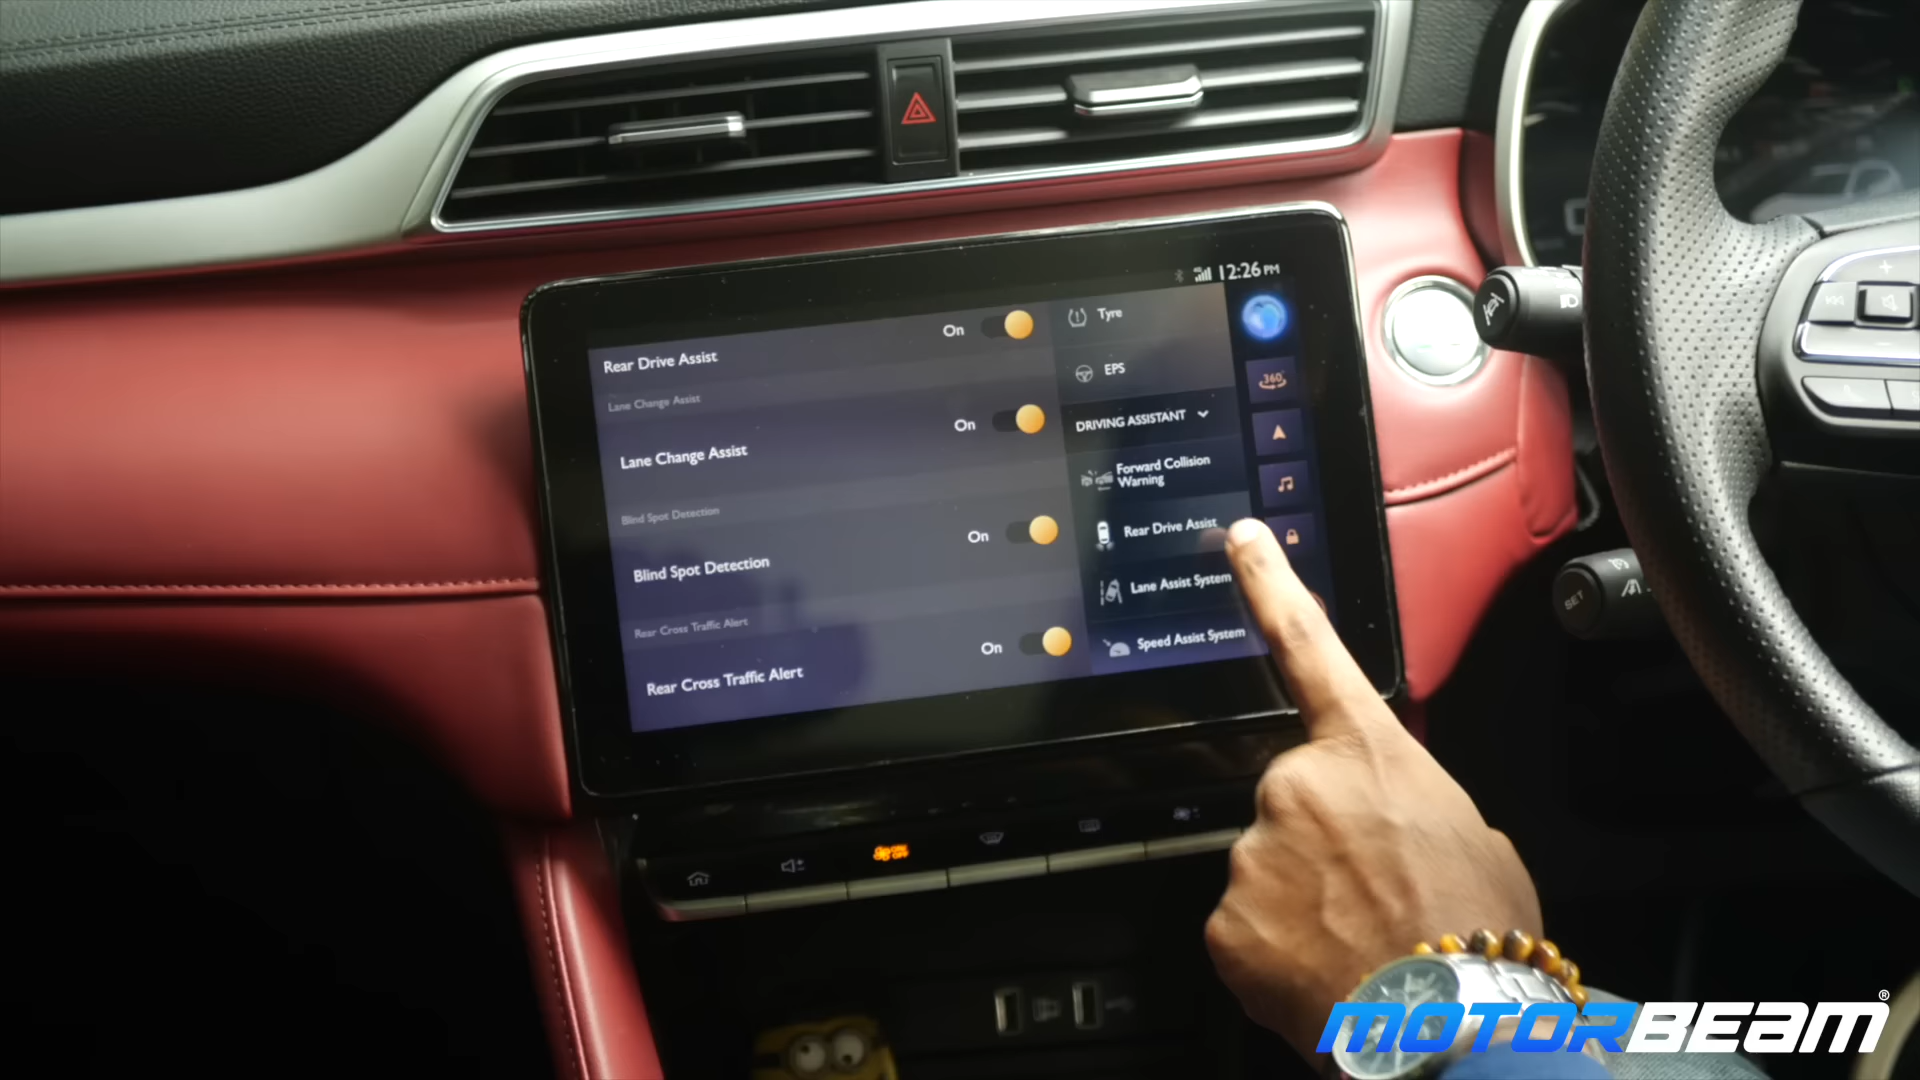 12:26 PM
Rear Drive Assist
On
Lane Change Assist
Lane Change Assist
On
Blind Spot Detection
Blind Spot Detection
On
Rear Cross Traffic Alert
Rear Cross Traffic Alert
On
Tyre
EPS
DRIVING ASSISTANT
Forward Collision
Warning
Rear Drive Assist
Lane Assist System
Speed Assist System
360°
SET
MOTORBEAM®